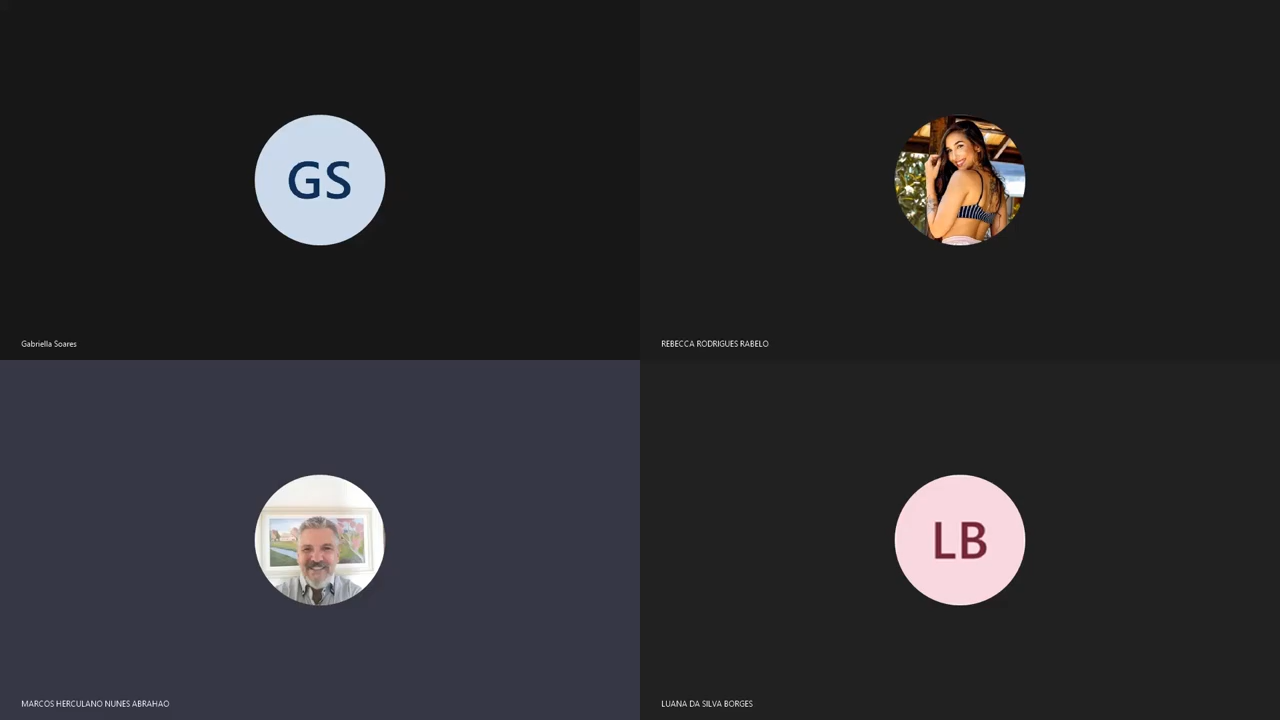 GS
Gabriella Soares
REBECCA RODRIGUES RABELO
MARCOS HERCULANO NUNES ABRAHAO
LB
LUANA DA SILVA BORGES